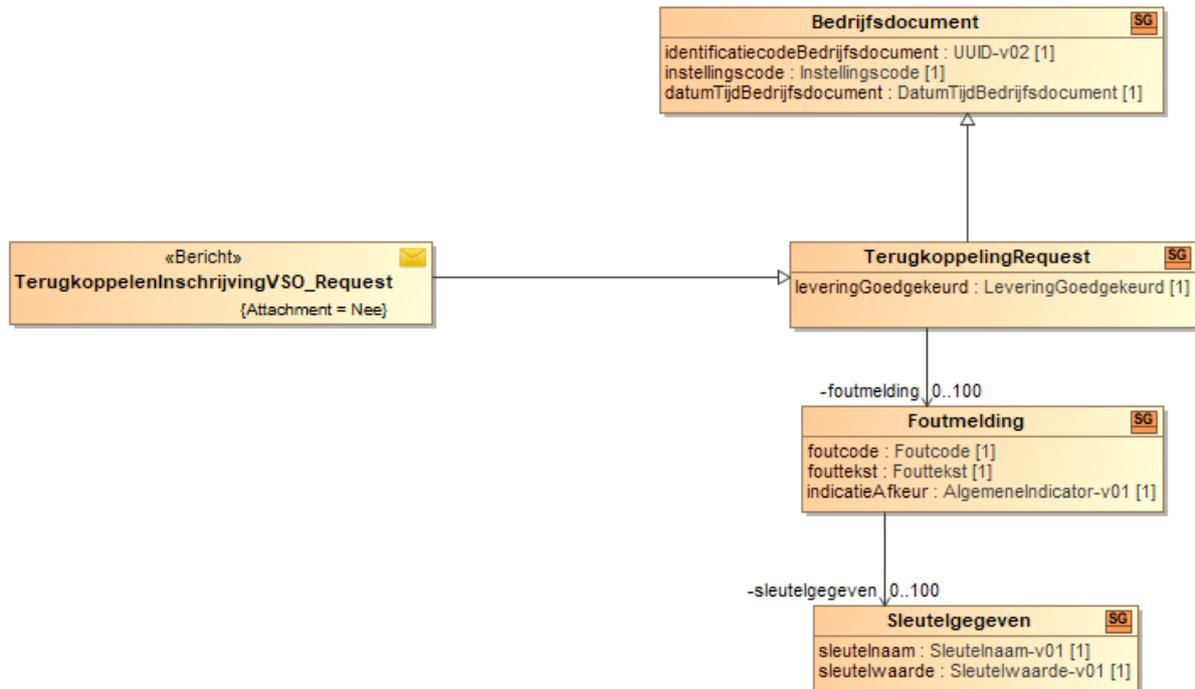 Bedrijfsdocument
SG
identificatiecodeBedrijfsdocument : UUID-v02 [1]
instellingscode : Instellingscode [1]
datumTijdBedrijfsdocument : DatumTijdBedrijfsdocument [1]
«Bericht»
TerugkoppelenInschrijvingVSO_Request
{Attachment = Nee}
TerugkoppelingRequest
SG
leveringGoedgekeurd : LeveringGoedgekeurd [1]
-foutmelding 0..100
Foutmelding
SG
foutcode : Foutcode [1]
fouttekst : Fouttekst [1]
indicatieAfkeur : AlgemeneIndicator-v01 [1]
-sleutelgegeven 0..100
Sleutelgegeven
SG
sleutelnaam : Sleutelnaam-v01 [1]
sleutelwaarde : Sleutelwaarde-v01 [1]